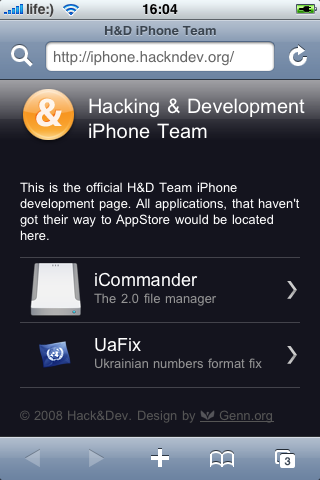 life:) 16:04
H&D iPhone Team
http://iphone.hackndev.org/
&
Hacking & Development
iPhone Team
This is the official H&D Team iPhone
development page. All applications, that haven't
got their way to AppStore would be located
here.
iCommander
The 2.0 file manager
UaFix
Ukrainian numbers format fix
© 2008 Hack&Dev. Design by Genn.org
3